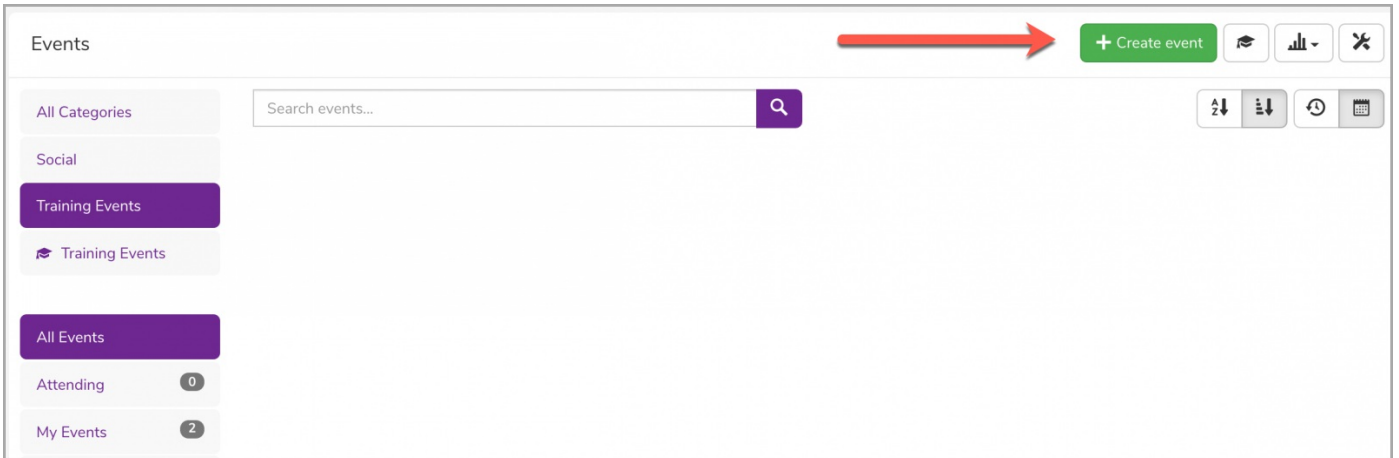 Events
+ Create event
All Categories
Search events...
Social
Training Events
Training Events
All Events
Attending 0
My Events 2